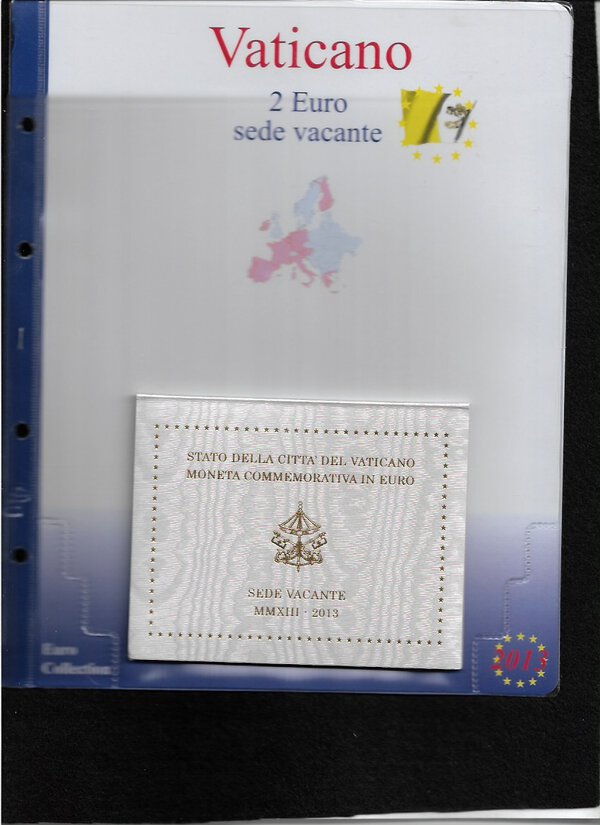 Vaticano
2 Euro
sede vacante
STATO DELLA CITTA' DEL VATICANO
MONETA COMMEMORATIVA IN EURO
SEDE VACANTE
MMXIII · 2013
Euro
Collection
2013